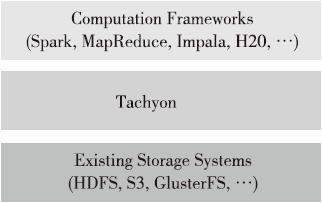 Computation Frameworks
(Spark, MapReduce, Impala, H20, ···)
Tachyon
Existing Storage Systems
(HDFS, S3, GlusterFS, ···)